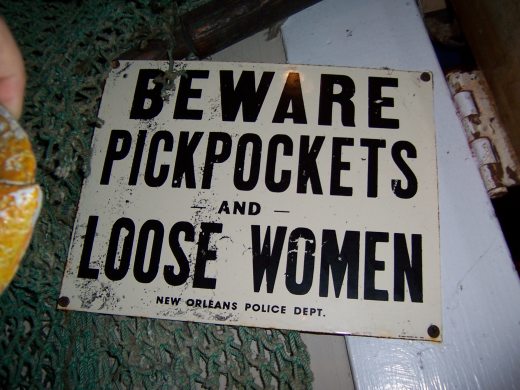 BEWARE
PICKPOCKETS
— AND —
LOOSE WOMEN
NEW ORLEANS POLICE DEPT.